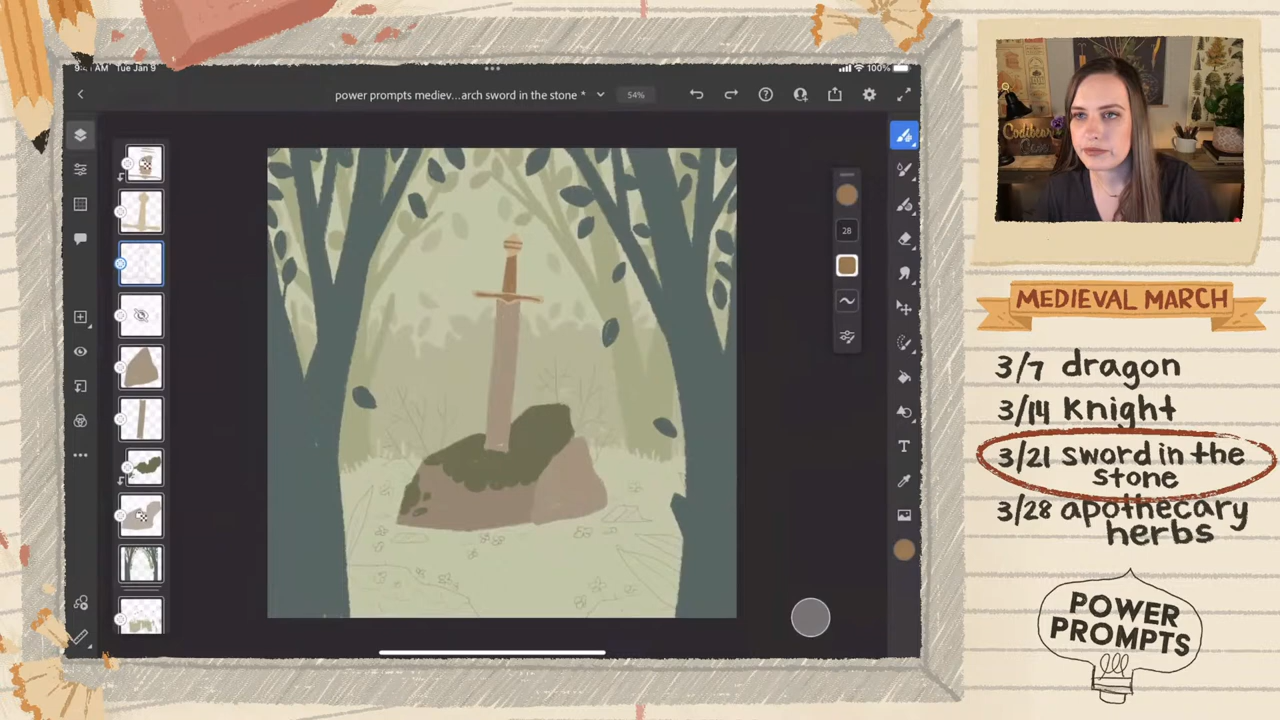 9:41 AM Tue Jan 9
100%
power prompts mediev...arch sword in the stone *
54%
28
T
MEDIEVAL MARCH
3/7 dragon
3/14 knight
3/21 sword in the
stone
3/28 apothecary
herbs
POWER
PROMPTS